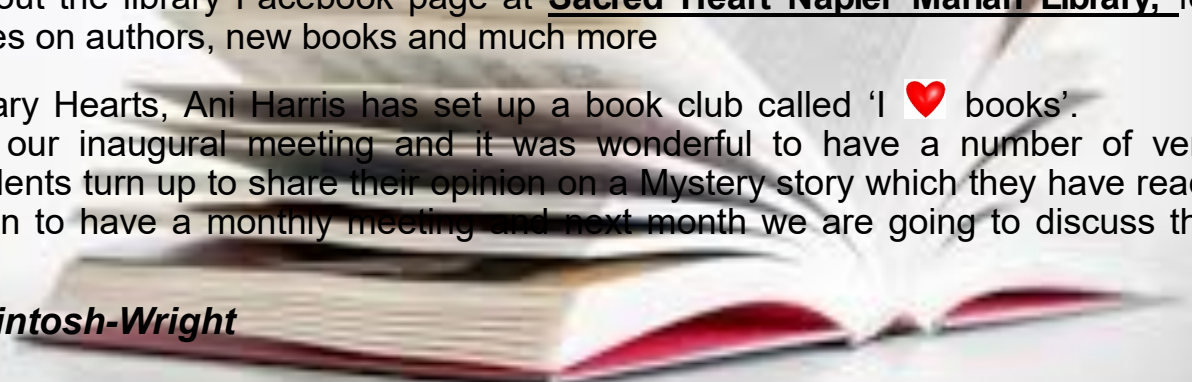 out the library Facebook page at Sacred Heart Napier Marian Library,
es on authors, new books and much more
ary Hearts, Ani Harris has set up a book club called ‘I ❤ books’.
our inaugural meeting and it was wonderful to have a number of ve
dents turn up to share their opinion on a Mystery story which they have read
n to have a monthly meeting and next month we are going to discuss th
intosh-Wright